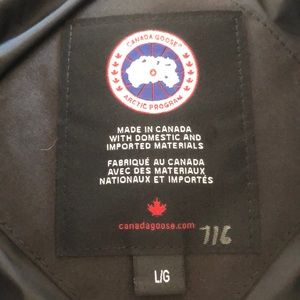 CANADA GOOSE
ARCTIC PROGRAM
MADE IN CANADA
WITH DOMESTIC AND
IMPORTED MATERIALS
FABRIQUÉ AU CANADA
AVEC DES MATERIAUX
NATIONAUX ET IMPORTÉS
canadagoose.com
716
L/G